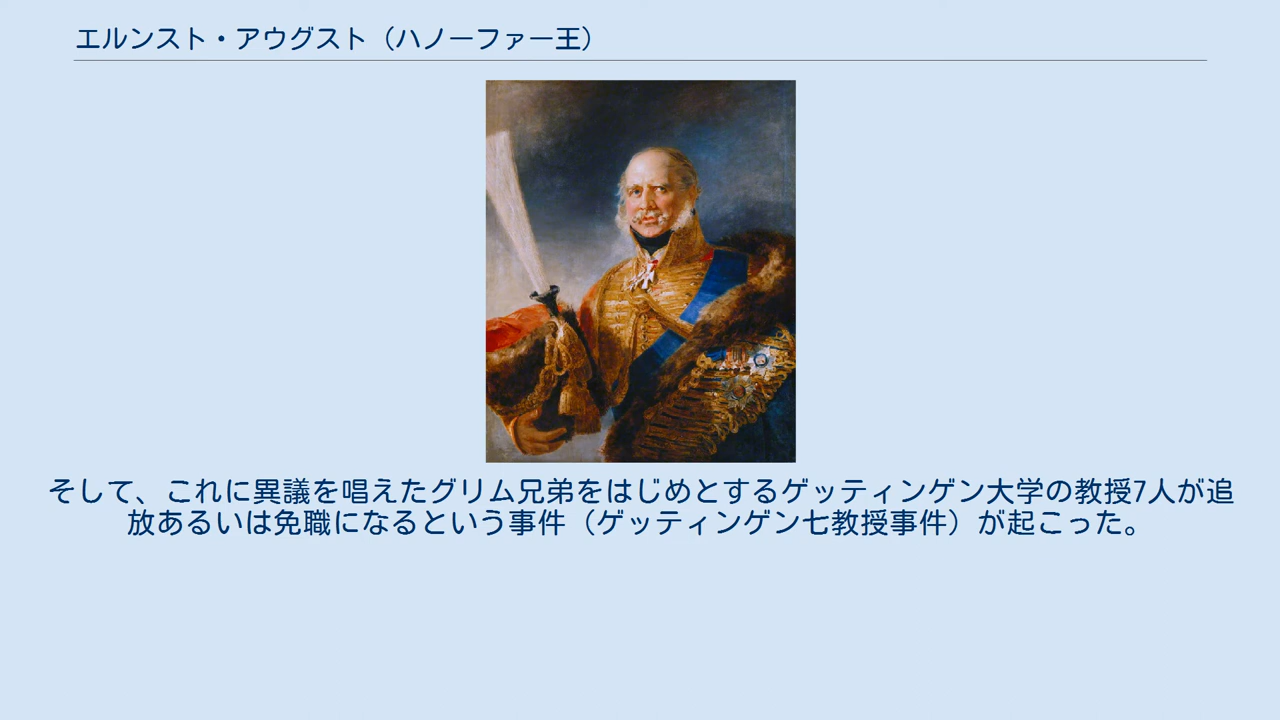 エルンスト・アウグスト（ハノーファー王）
そして、これに異議を唱えたグリム兄弟をはじめとするゲッティンゲン大学の教授7人が追
放あるいは免職になるという事件（ゲッティンゲン七教授事件）が起こった。